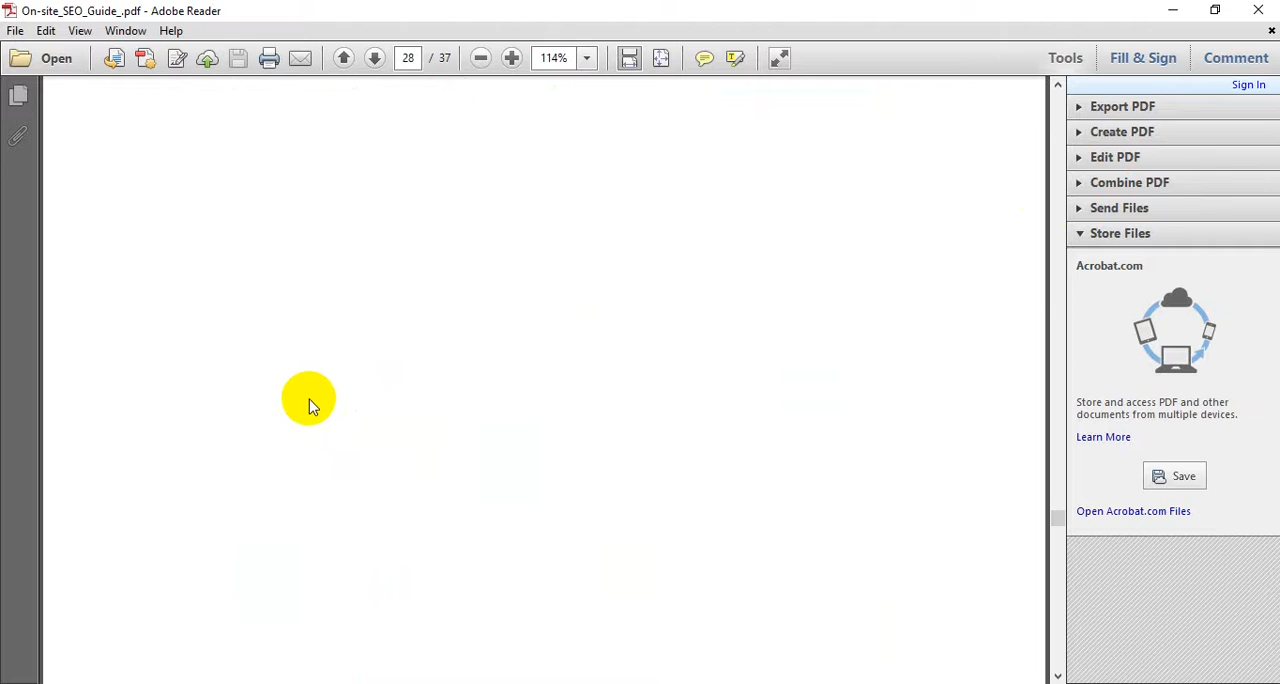 On-site_SEO_Guide_.pdf - Adobe Reader
File Edit View Window Help
Open 28 / 37 114% Tools Fill & Sign Comment
Sign In
Export PDF
Create PDF
Edit PDF
Combine PDF
Send Files
Store Files
Acrobat.com
Store and access PDF and other
documents from multiple devices.
Learn More
Save
Open Acrobat.com Files